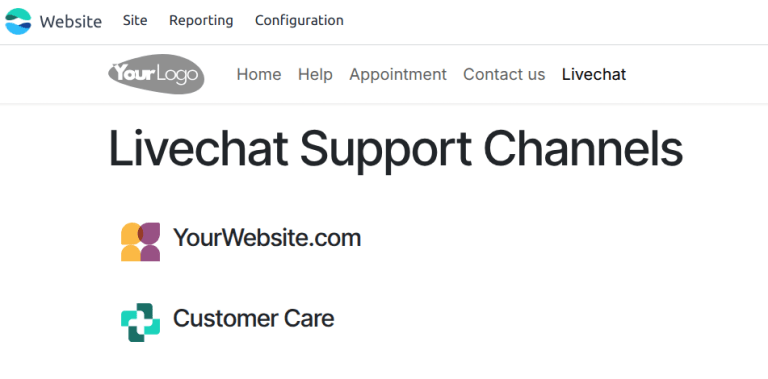 Website Site Reporting Configuration
YourLogo Home Help Appointment Contact us Livechat
Livechat Support Channels
YourWebsite.com
Customer Care